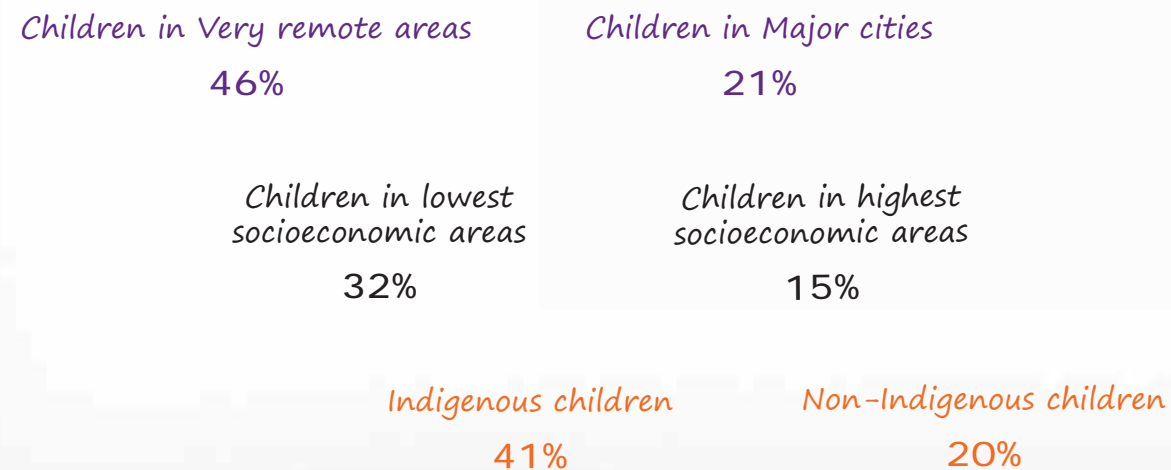 Children in Very remote areas
46%
Children in Major cities
21%
Children in lowest
socioeconomic areas
32%
Children in highest
socioeconomic areas
15%
Indigenous children
41%
Non-Indigenous children
20%